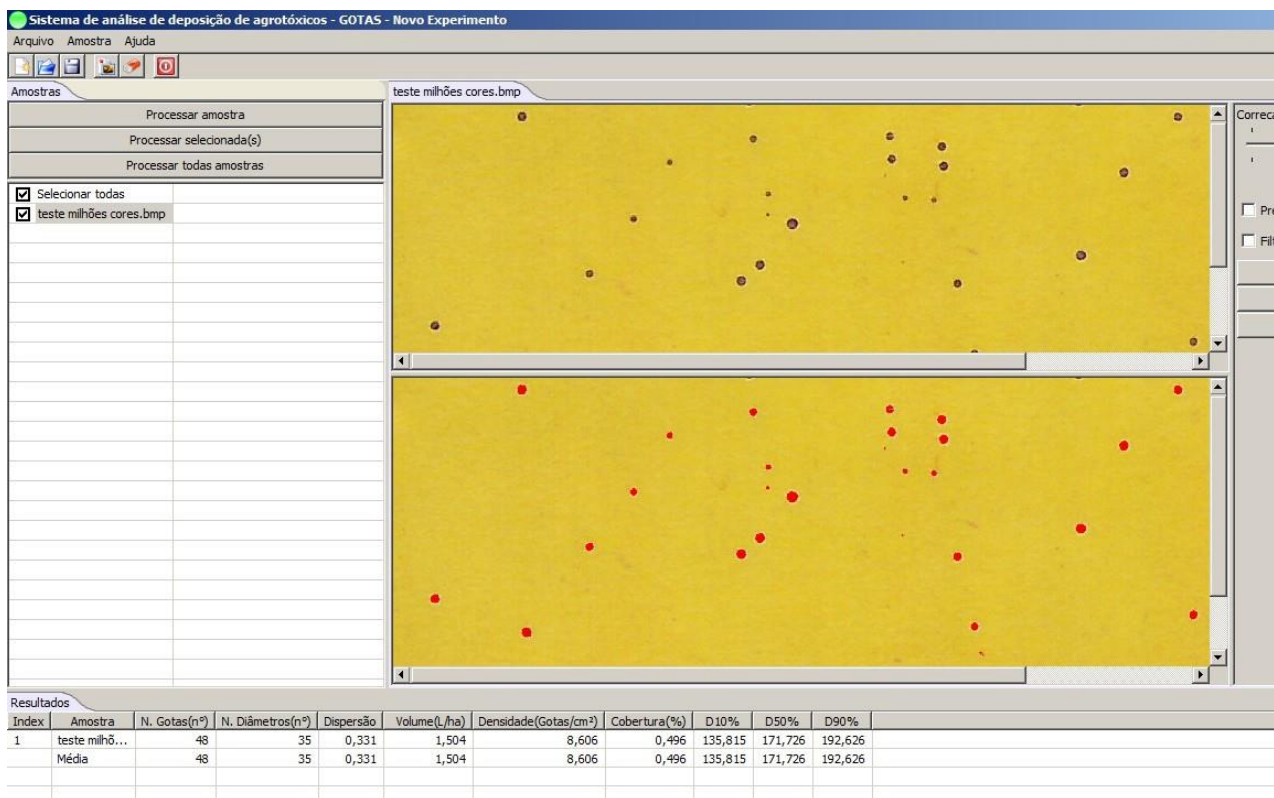 Sistema de análise de deposição de agrotóxicos - GOTAS - Novo Experimento
Arquivo Amostra Ajuda
Amostras
Processar amostra
Processar selecionada(s)
Processar todas amostras
Selecionar todas
teste milhões cores.bmp
teste milhões cores.bmp
Correca
Pre
Filt
Resultados
Index Amostra N. Gotas(nº) N. Diâmetros(nº) Dispersão Volume(L/ha) Densidade(Gotas/cm²) Cobertura(%) D10% D50% D90%
1 teste milhõ... 48 35 0,331 1,504 8,606 0,496 135,815 171,726 192,626
Média 48 35 0,331 1,504 8,606 0,496 135,815 171,726 192,626